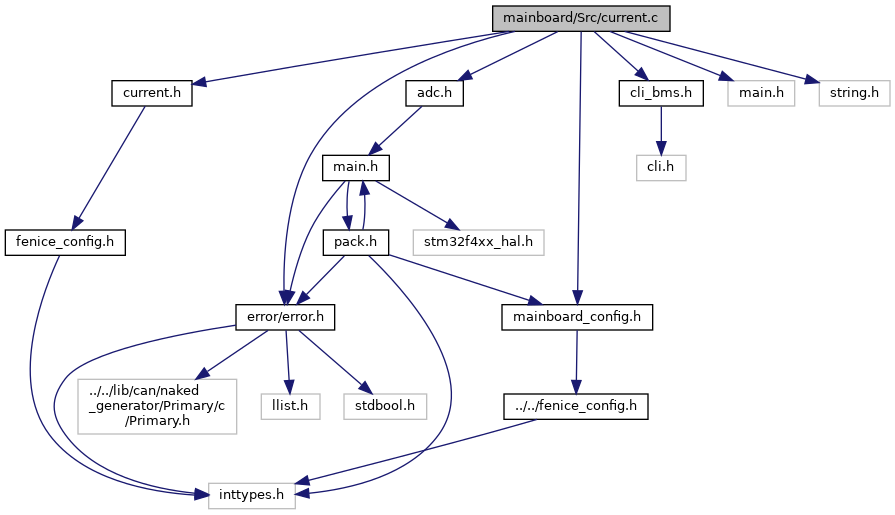 mainboard/Src/current.c
current.h
adc.h
cli_bms.h
main.h
string.h
main.h
cli.h
fenice_config.h
pack.h
stm32f4xx_hal.h
error/error.h
mainboard_config.h
../../lib/can/naked
_generator/Primary/c
/Primary.h
llist.h
stdbool.h
../../fenice_config.h
inttypes.h